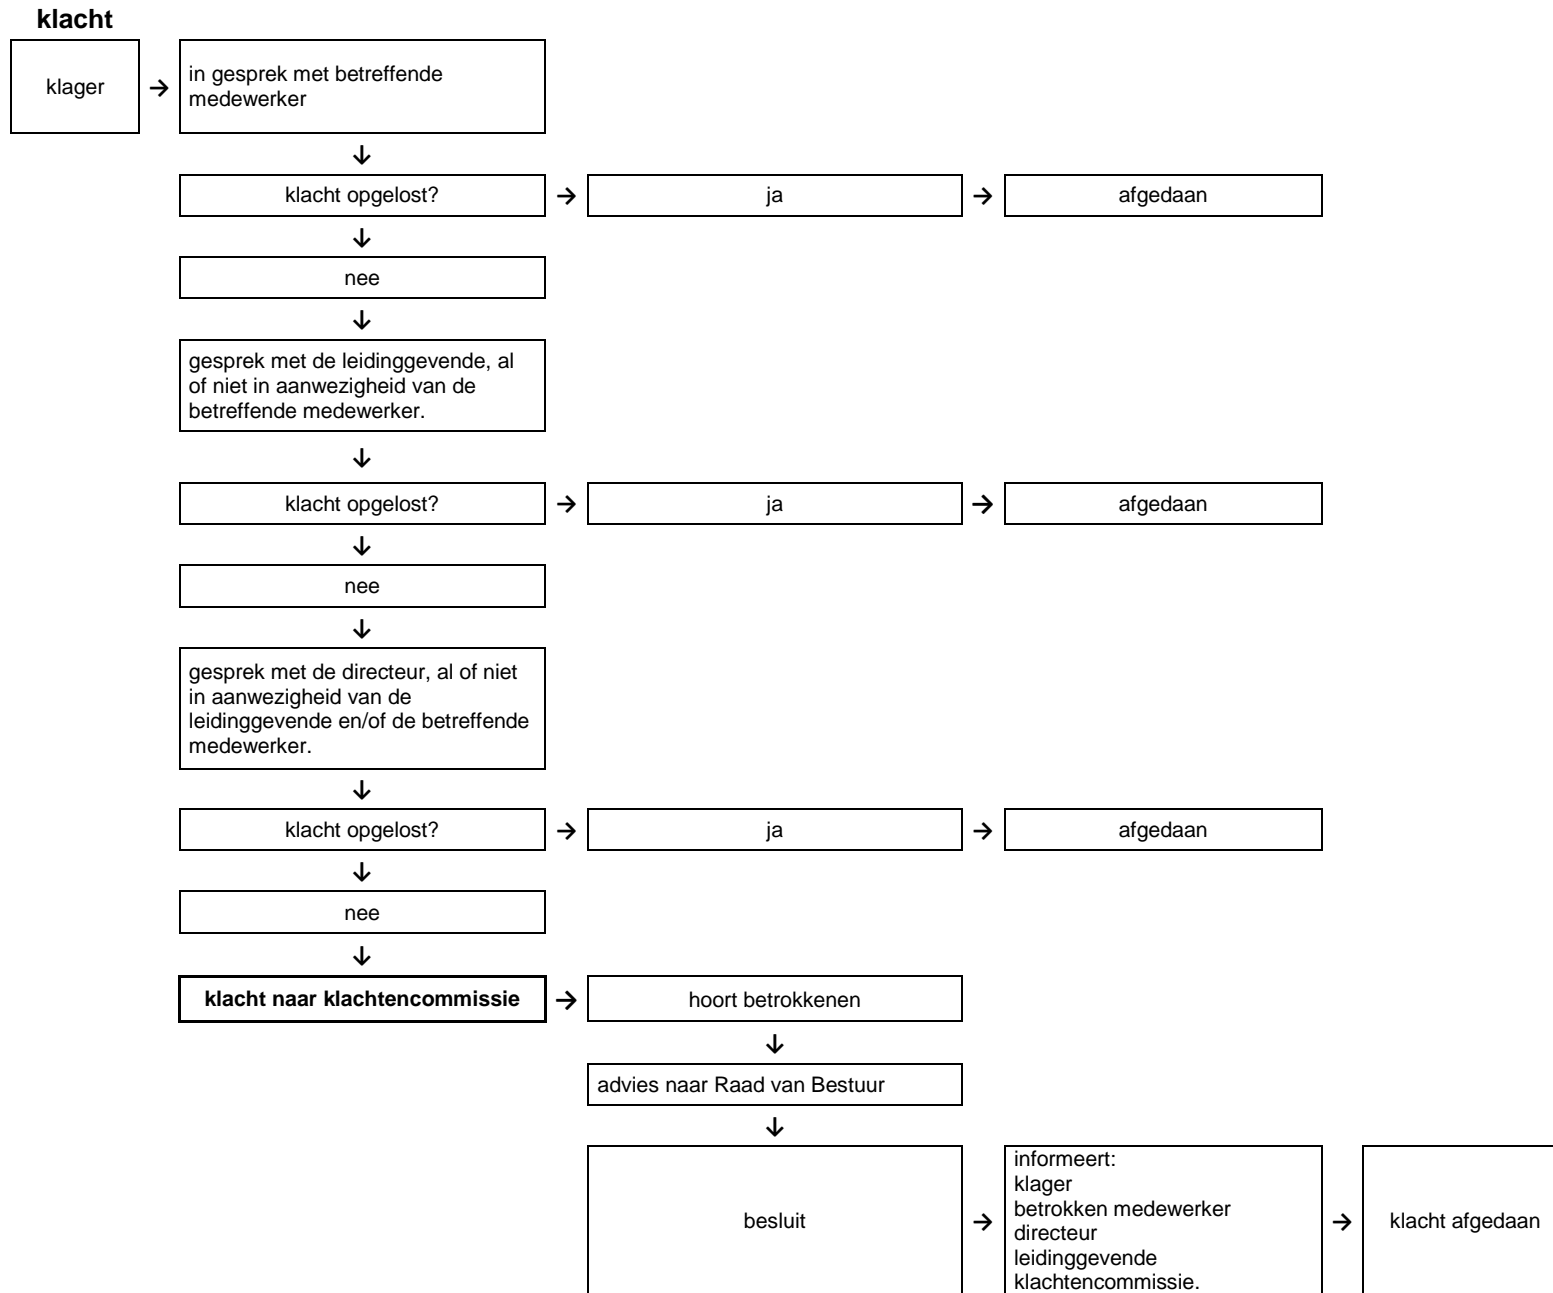 klacht
klager
in gesprek met betreffende
medewerker
klacht opgelost?
ja
afgedaan
nee
gesprek met de leidinggevende, al
of niet in aanwezigheid van de
betreffende medewerker.
klacht opgelost?
ja
afgedaan
nee
gesprek met de directeur, al of niet
in aanwezigheid van de
leidinggevende en/of de betreffende
medewerker.
klacht opgelost?
ja
afgedaan
nee
klacht naar klachtencommissie
hoort betrokkenen
advies naar Raad van Bestuur
besluit
informeert:
klager
betrokken medewerker
directeur
leidinggevende
klachtencommissie.
klacht afgedaan